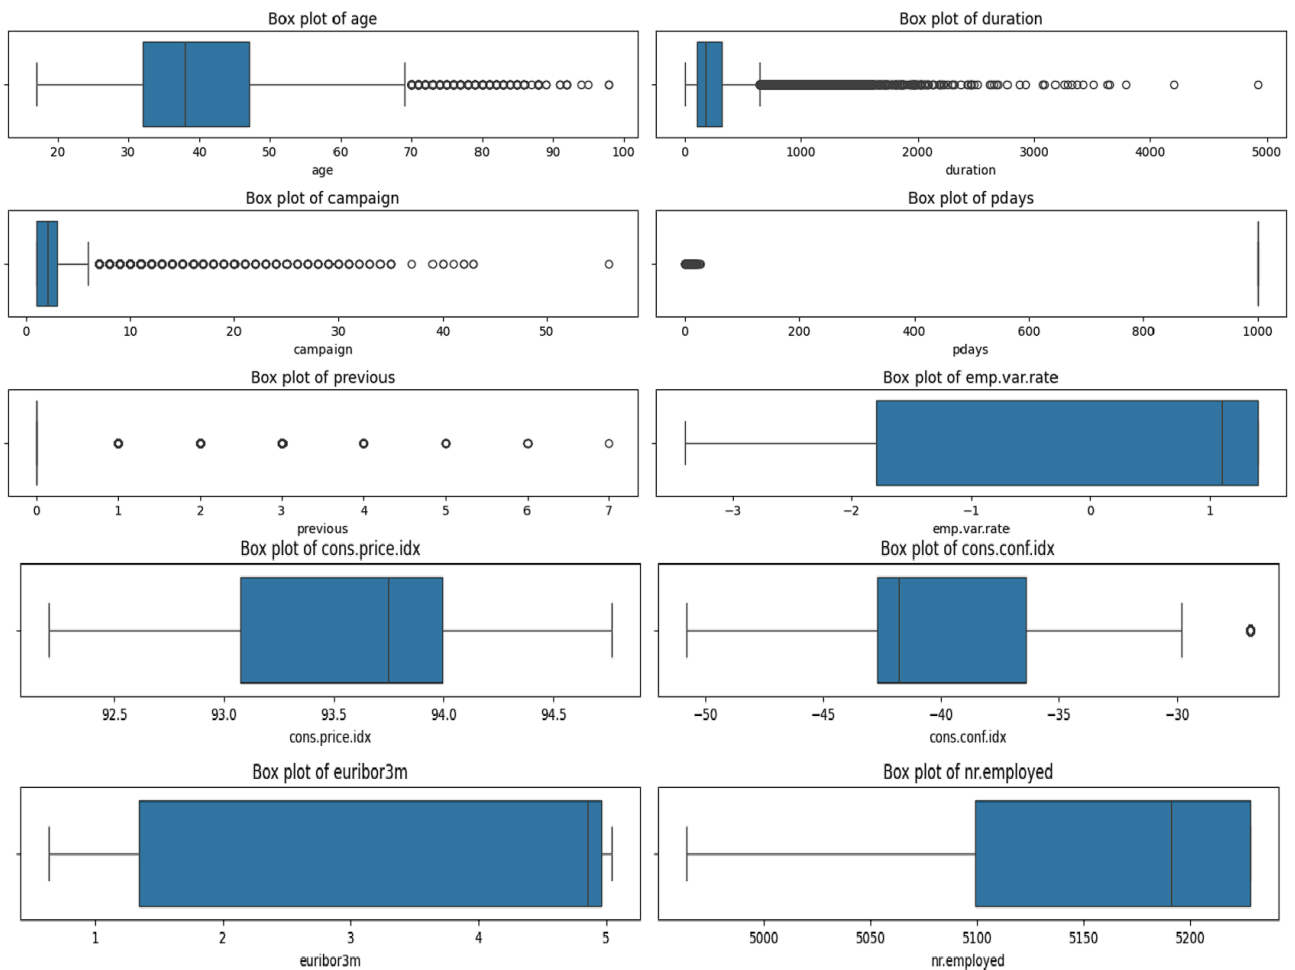 Box plot of age
20 30 40 50 60 70 80 90 100
age
Box plot of duration
0 1000 2000 3000 4000 5000
duration
Box plot of campaign
0 10 20 30 40 50
campaign
Box plot of pdays
0 200 400 600 800 1000
pdays
Box plot of previous
0 1 2 3 4 5 6 7
previous
Box plot of emp.var.rate
−3 −2 −1 0 1
emp.var.rate
Box plot of cons.price.idx
92.5 93.0 93.5 94.0 94.5
cons.price.idx
Box plot of cons.conf.idx
−50 −45 −40 −35 −30
cons.conf.idx
Box plot of euribor3m
1 2 3 4 5
euribor3m
Box plot of nr.employed
5000 5050 5100 5150 5200
nr.employed